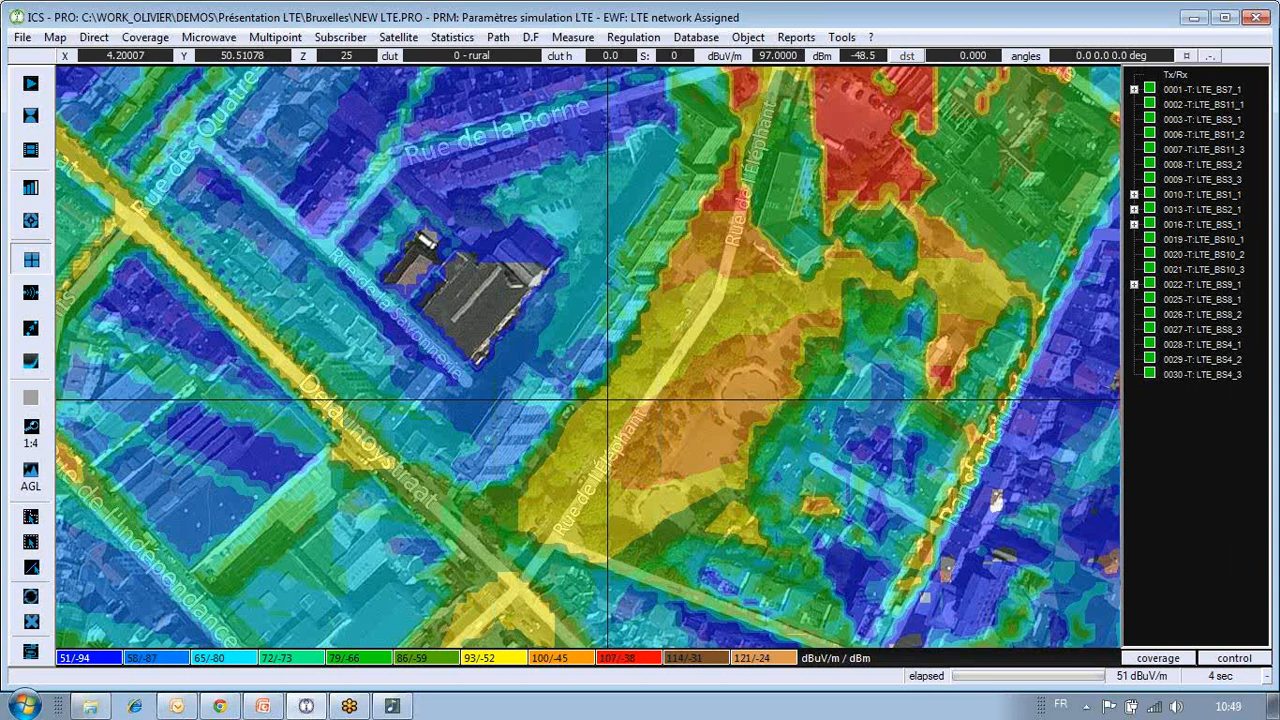 ICS - PRO: C:\WORK_OLIVIER\DEMOS\Présentation LTE\Bruxelles\NEW LTE.PRO - PRM: Paramètres simulation LTE - EWF: LTE network Assigned
File Map Direct Coverage Microwave Multipoint Subscriber Satellite Statistics Path D.F Measure Regulation Database Object Reports Tools ?
X 4.20007 Y 50.51078 Z 25 clut 0 - rural clut h 0.0 S: 0 dBuV/m 97.0000 dBm -48.5 dst 0.000 angles 0.0 0.0 0.0 deg
Tx/Rx
0001 -T: LTE_BS7_1
0002 -T: LTE_BS11_1
0003 -T: LTE_BS3_1
0006 -T: LTE_BS11_2
0007 -T: LTE_BS11_3
0008 -T: LTE_BS3_2
0009 -T: LTE_BS3_3
0010 -T: LTE_BS1_1
0013 -T: LTE_BS2_1
0016 -T: LTE_BS5_1
0019 -T: LTE_BS10_1
0020 -T: LTE_BS10_2
0021 -T: LTE_BS10_3
0022 -T: LTE_BS9_1
0025 -T: LTE_BS8_1
0026 -T: LTE_BS8_2
0027 -T: LTE_BS8_3
0028 -T: LTE_BS4_1
0029 -T: LTE_BS4_2
0030 -T: LTE_BS4_3
Rue des Quatre
Rue de la Borne
Rue de l'Éléphant
Rue de la Savonnerie
Delaunoystraat
Rue de l'Éléphant
Rue de l'Indépendance
1:4
AGL
51/-94 58/-87 65/-80 72/-73 79/-66 86/-59 93/-52 100/-45 107/-38 114/-31 121/-24 dBuV/m / dBm
coverage control
elapsed 51 dBuV/m 4 sec
FR 10:49